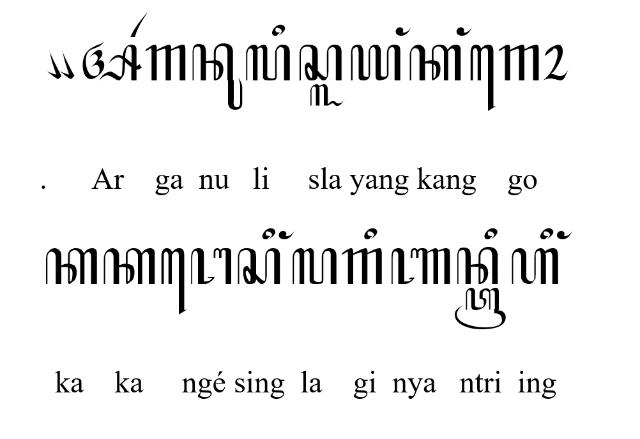 ꧋ꦄꦂꦒꦤꦸꦭꦶꦱ꧀ꦭꦪꦁꦏꦁꦒꦺꦴ
. Ar ga nu li sla yang kang go
ꦏꦏꦔꦺꦱꦶꦁꦭꦒꦶꦚꦤ꧀ꦠꦿꦶꦲꦶꦁ
ka ka ngé sing la gi nya ntri ing